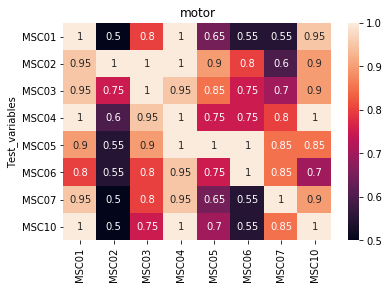 motor
Test_variables
MSC01 1 0.5 0.8 1 0.65 0.55 0.55 0.95
MSC02 0.95 1 1 1 0.9 0.8 0.6 0.9
MSC03 0.95 0.75 1 0.95 0.85 0.75 0.7 0.9
MSC04 1 0.6 0.95 1 0.75 0.75 0.8 1
MSC05 0.9 0.55 0.9 1 1 1 0.85 0.85
MSC06 0.8 0.55 0.8 0.95 0.75 1 0.85 0.7
MSC07 0.95 0.5 0.8 0.95 0.65 0.55 1 0.9
MSC10 1 0.5 0.75 1 0.7 0.55 0.85 1
MSC01 MSC02 MSC03 MSC04 MSC05 MSC06 MSC07 MSC10
1.0
0.9
0.8
0.7
0.6
0.5